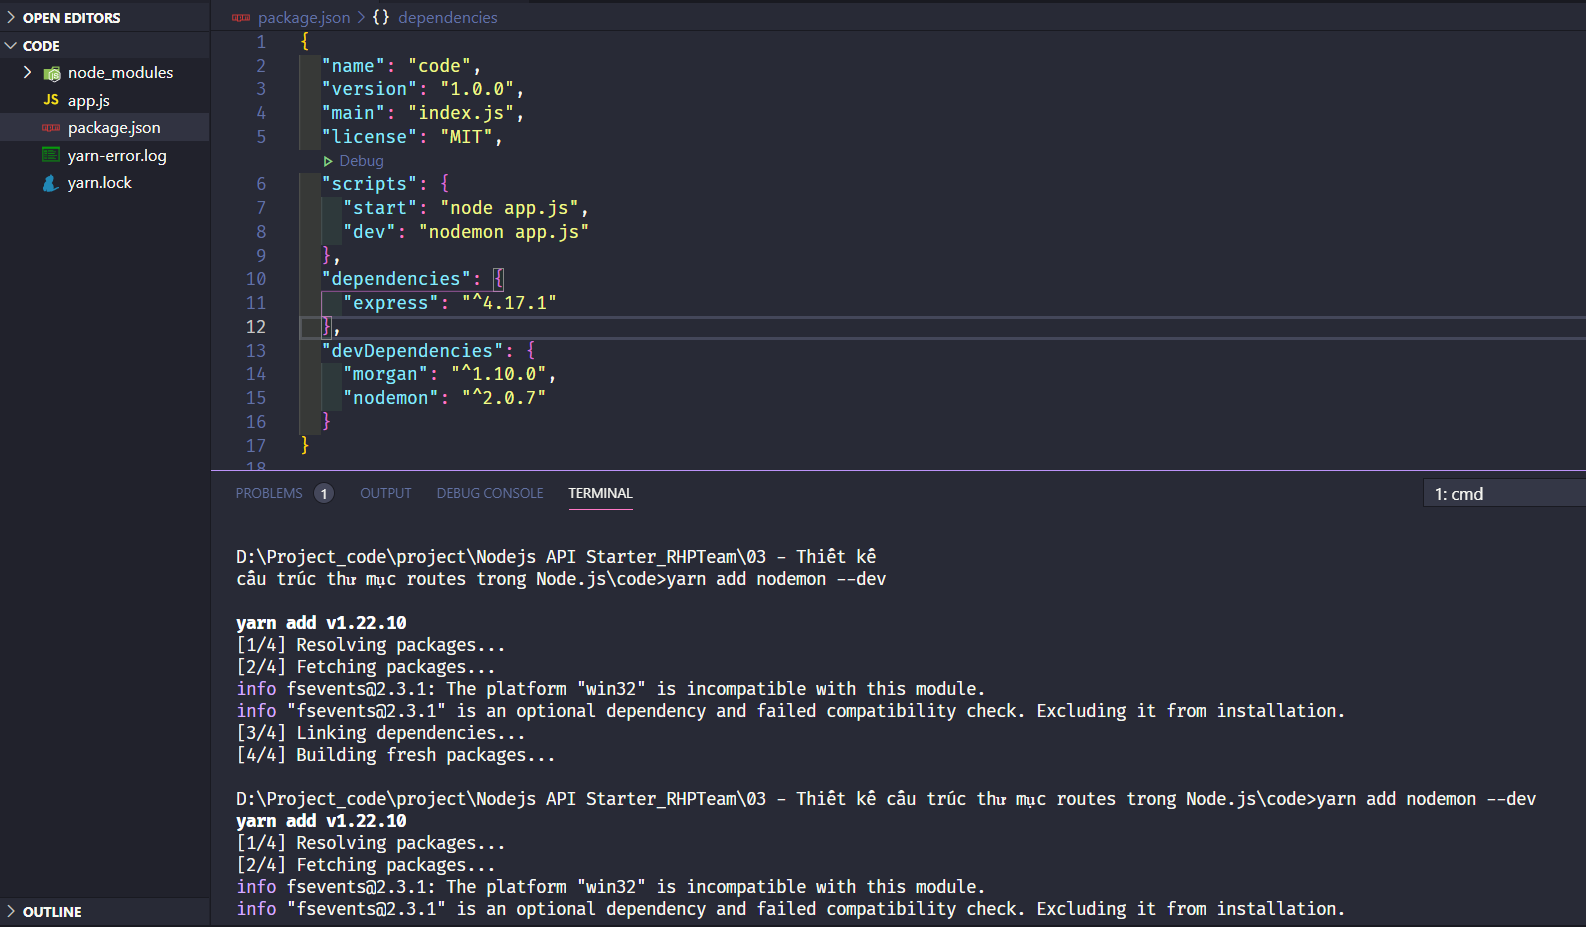 OPEN EDITORS
CODE
node_modules
JS app.js
package.json
yarn-error.log
yarn.lock
OUTLINE
package.json > {} dependencies
1 {
2 "name": "code",
3 "version": "1.0.0",
4 "main": "index.js",
5 "license": "MIT",
Debug
6 "scripts": {
7 "start": "node app.js",
8 "dev": "nodemon app.js"
9 },
10 "dependencies": {
11 "express": "^4.17.1"
12 },
13 "devDependencies": {
14 "morgan": "^1.10.0",
15 "nodemon": "^2.0.7"
16 }
17 }
18
PROBLEMS 1 OUTPUT DEBUG CONSOLE TERMINAL 1: cmd
D:\Project_code\project\Nodejs API Starter_RHPTeam\03 - Thiết kế
cấu trúc thư mục routes trong Node.js\code>yarn add nodemon --dev
yarn add v1.22.10
[1/4] Resolving packages...
[2/4] Fetching packages...
info fsevents@2.3.1: The platform "win32" is incompatible with this module.
info "fsevents@2.3.1" is an optional dependency and failed compatibility check. Excluding it from installation.
[3/4] Linking dependencies...
[4/4] Building fresh packages...
D:\Project_code\project\Nodejs API Starter_RHPTeam\03 - Thiết kế cấu trúc thư mục routes trong Node.js\code>yarn add nodemon --dev
yarn add v1.22.10
[1/4] Resolving packages...
[2/4] Fetching packages...
info fsevents@2.3.1: The platform "win32" is incompatible with this module.
info "fsevents@2.3.1" is an optional dependency and failed compatibility check. Excluding it from installation.